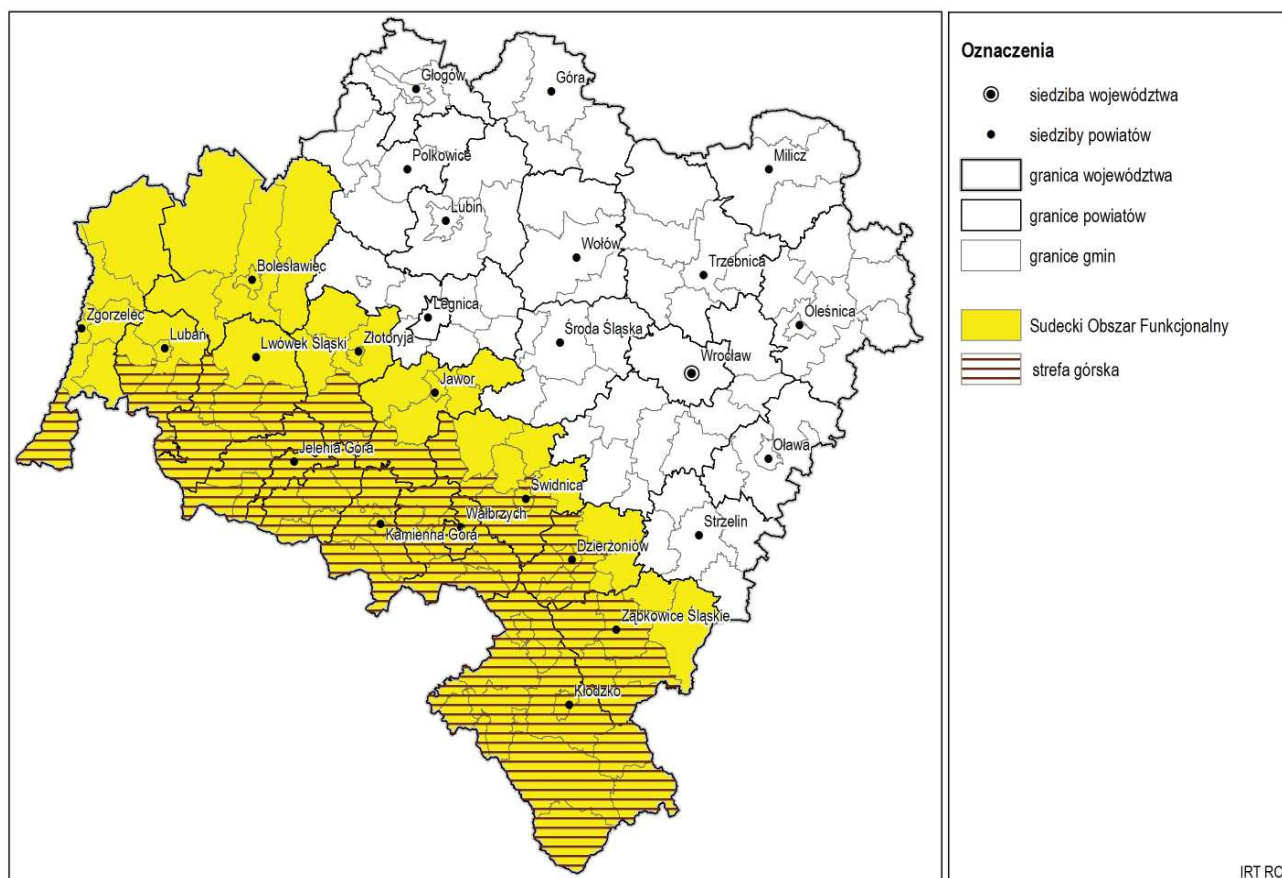 Głogów
Góra
Polkowice
Milicz
Lubin
Wołów
Trzebnica
Bolesławiec
Legnica
Oleśnica
Zgorzelec
Środa Śląska
Lubań
Lwówek Śląski
Złotoryja
Wrocław
Jawor
Jelenia Góra
Oława
Świdnica
Wałbrzych
Kamienna Góra
Strzelin
Dzierżoniów
Ząbkowice Śląskie
Kłodzko
Oznaczenia
siedziba województwa
siedziby powiatów
granica województwa
granice powiatów
granice gmin
Sudecki Obszar Funkcjonalny
strefa górska
IRT RC